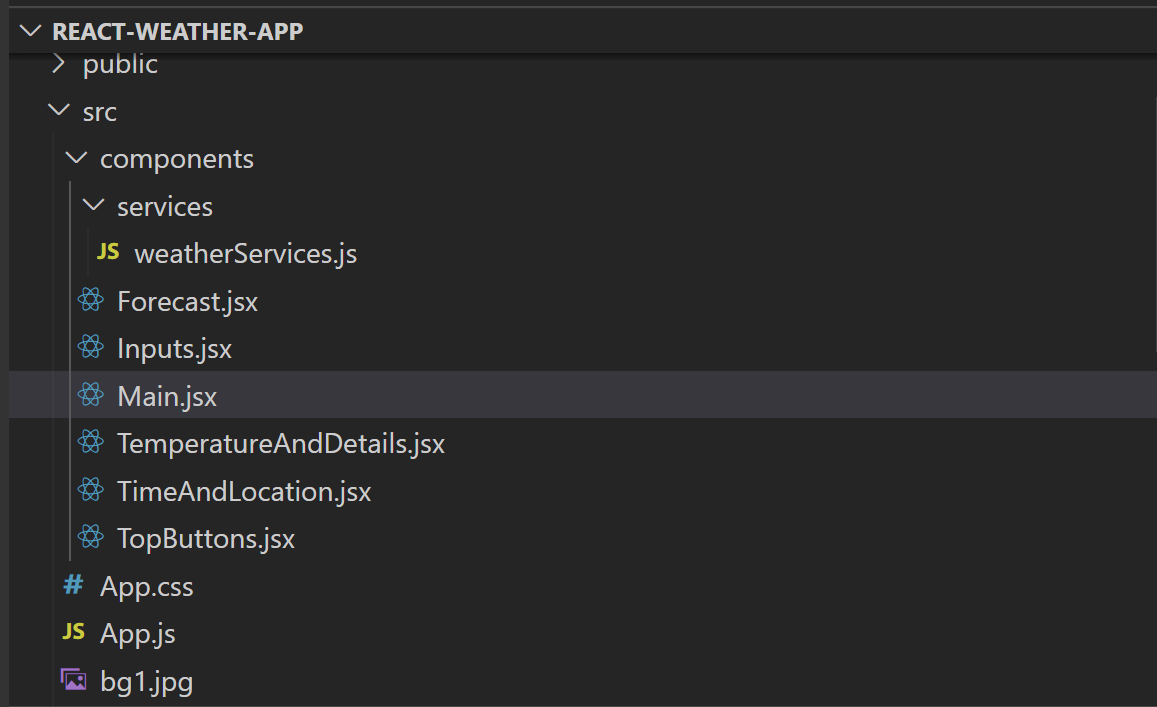 REACT-WEATHER-APP
public
src
components
services
JS weatherServices.js
Forecast.jsx
Inputs.jsx
Main.jsx
TemperatureAndDetails.jsx
TimeAndLocation.jsx
TopButtons.jsx
# App.css
JS App.js
bg1.jpg